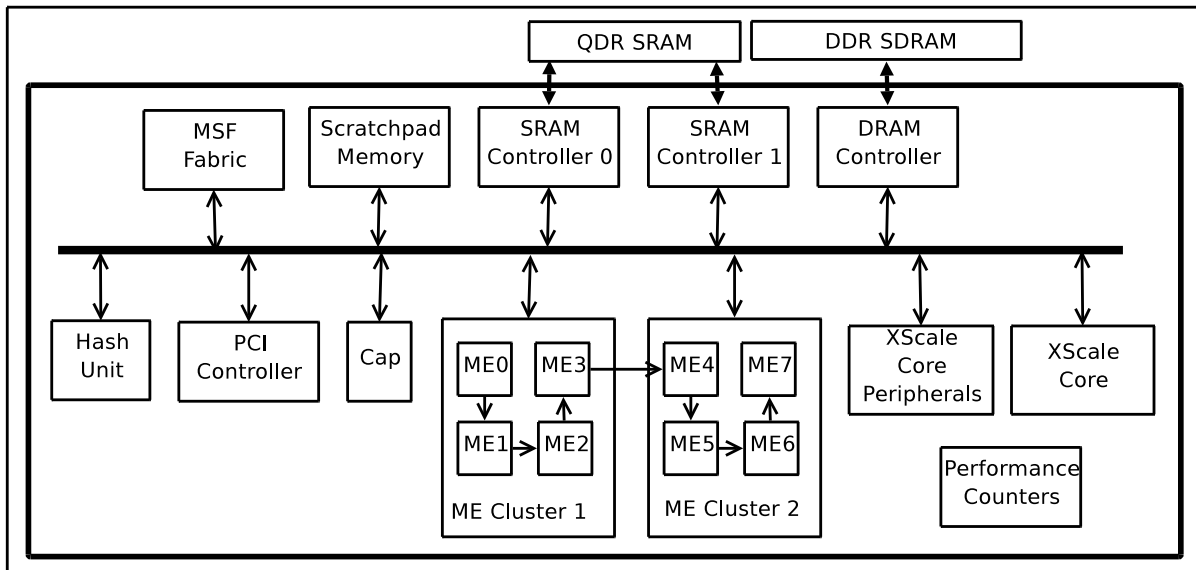 QDR SRAM
DDR SDRAM
MSF
Fabric
Scratchpad
Memory
SRAM
Controller 0
SRAM
Controller 1
DRAM
Controller
Hash
Unit
PCI
Controller
Cap
ME0
ME3
ME1
ME2
ME Cluster 1
ME4
ME7
ME5
ME6
ME Cluster 2
XScale
Core
Peripherals
XScale
Core
Performance
Counters